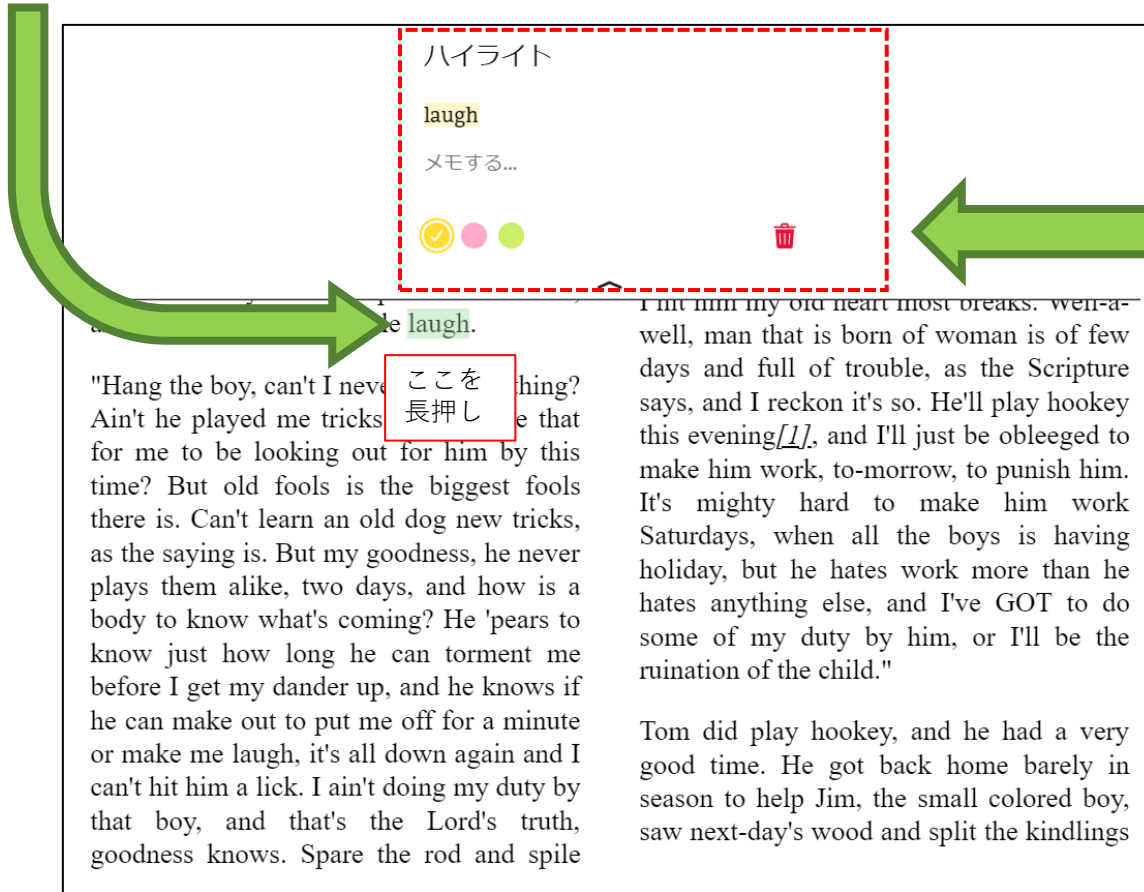 ハイライト
laugh
メモする...
laugh.
ここを
長押し
"Hang the boy, can't I thing?
Ain't he played me tricks that
for me to be looking out for him by this
time? But old fools is the biggest fools
there is. Can't learn an old dog new tricks,
as the saying is. But my goodness, he never
plays them alike, two days, and how is a
body to know what's coming? He 'pears to
know just how long he can torment me
before I get my dander up, and he knows if
he can make out to put me off for a minute
or make me laugh, it's all down again and I
can't hit him a lick. I ain't doing my duty by
that boy, and that's the Lord's truth,
goodness knows. Spare the rod and spile
I hit him my old heart most breaks. Well-a-
well, man that is born of woman is of few
days and full of trouble, as the Scripture
says, and I reckon it's so. He'll play hookey
this evening[1], and I'll just be obleeged to
make him work, to-morrow, to punish him.
It's mighty hard to make him work
Saturdays, when all the boys is having
holiday, but he hates work more than he
hates anything else, and I've GOT to do
some of my duty by him, or I'll be the
ruination of the child."
Tom did play hookey, and he had a very
good time. He got back home barely in
season to help Jim, the small colored boy,
saw next-day's wood and split the kindlings